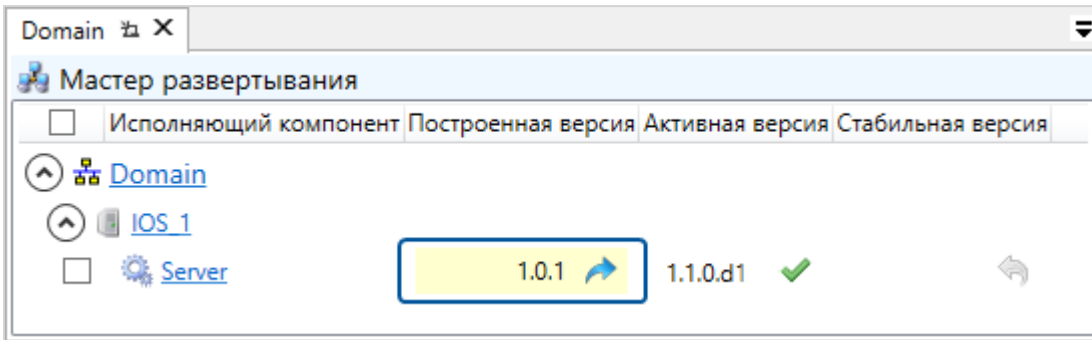 Domain
Мастер развертывания
Исполняющий компонент Построенная версия Активная версия Стабильная версия
Domain
IOS_1
Server 1.0.1 1.1.0.d1